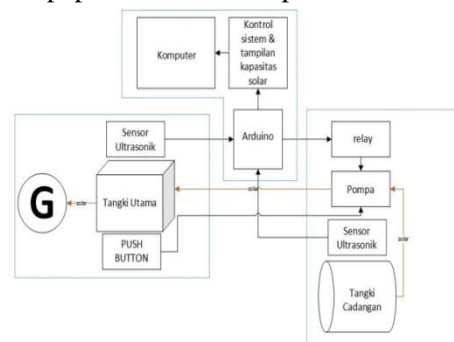 Kontrol
sistem &
tampilan
kapasitas
solar
Komputer
Sensor
Ultrasonik
Arduino
relay
G
solar
Tangki Utama
solar
Pompa
PUSH
BUTTON
Sensor
Ultrasonik
solar
Tangki
Cadangan